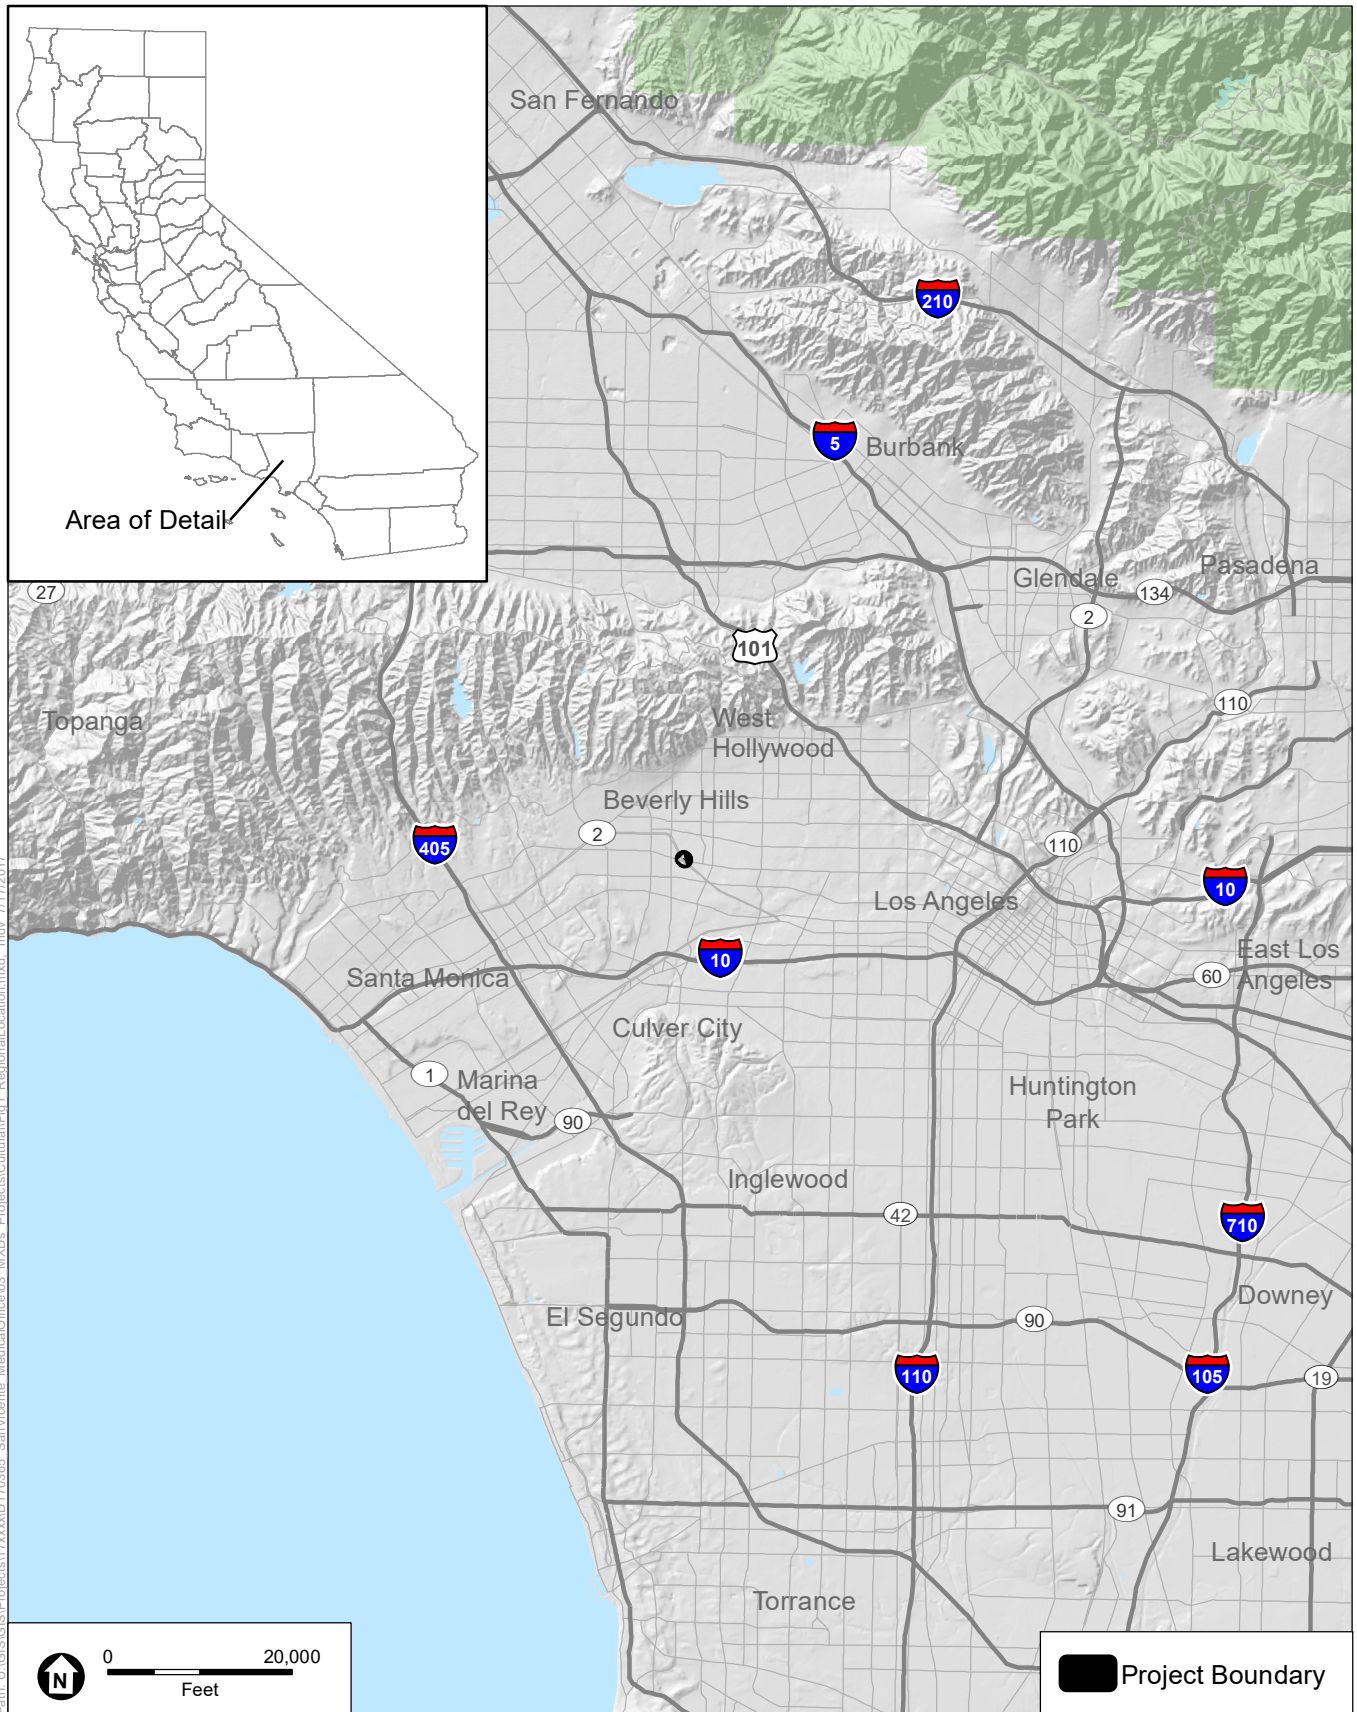 San Fernando
210
5
Burbank
Area of Detail
27
Glendale
Pasadena
134
2
101
110
Topanga
West
Hollywood
Beverly Hills
2
405
110
10
Los Angeles
East Los
Angeles
10
60
Santa Monica
Culver City
1
Marina
del Rey
90
Huntington
Park
Inglewood
42
710
Downey
El Segundo
90
110
105
19
91
Lakewood
Torrance
N
0
20,000
Feet
Project Boundary